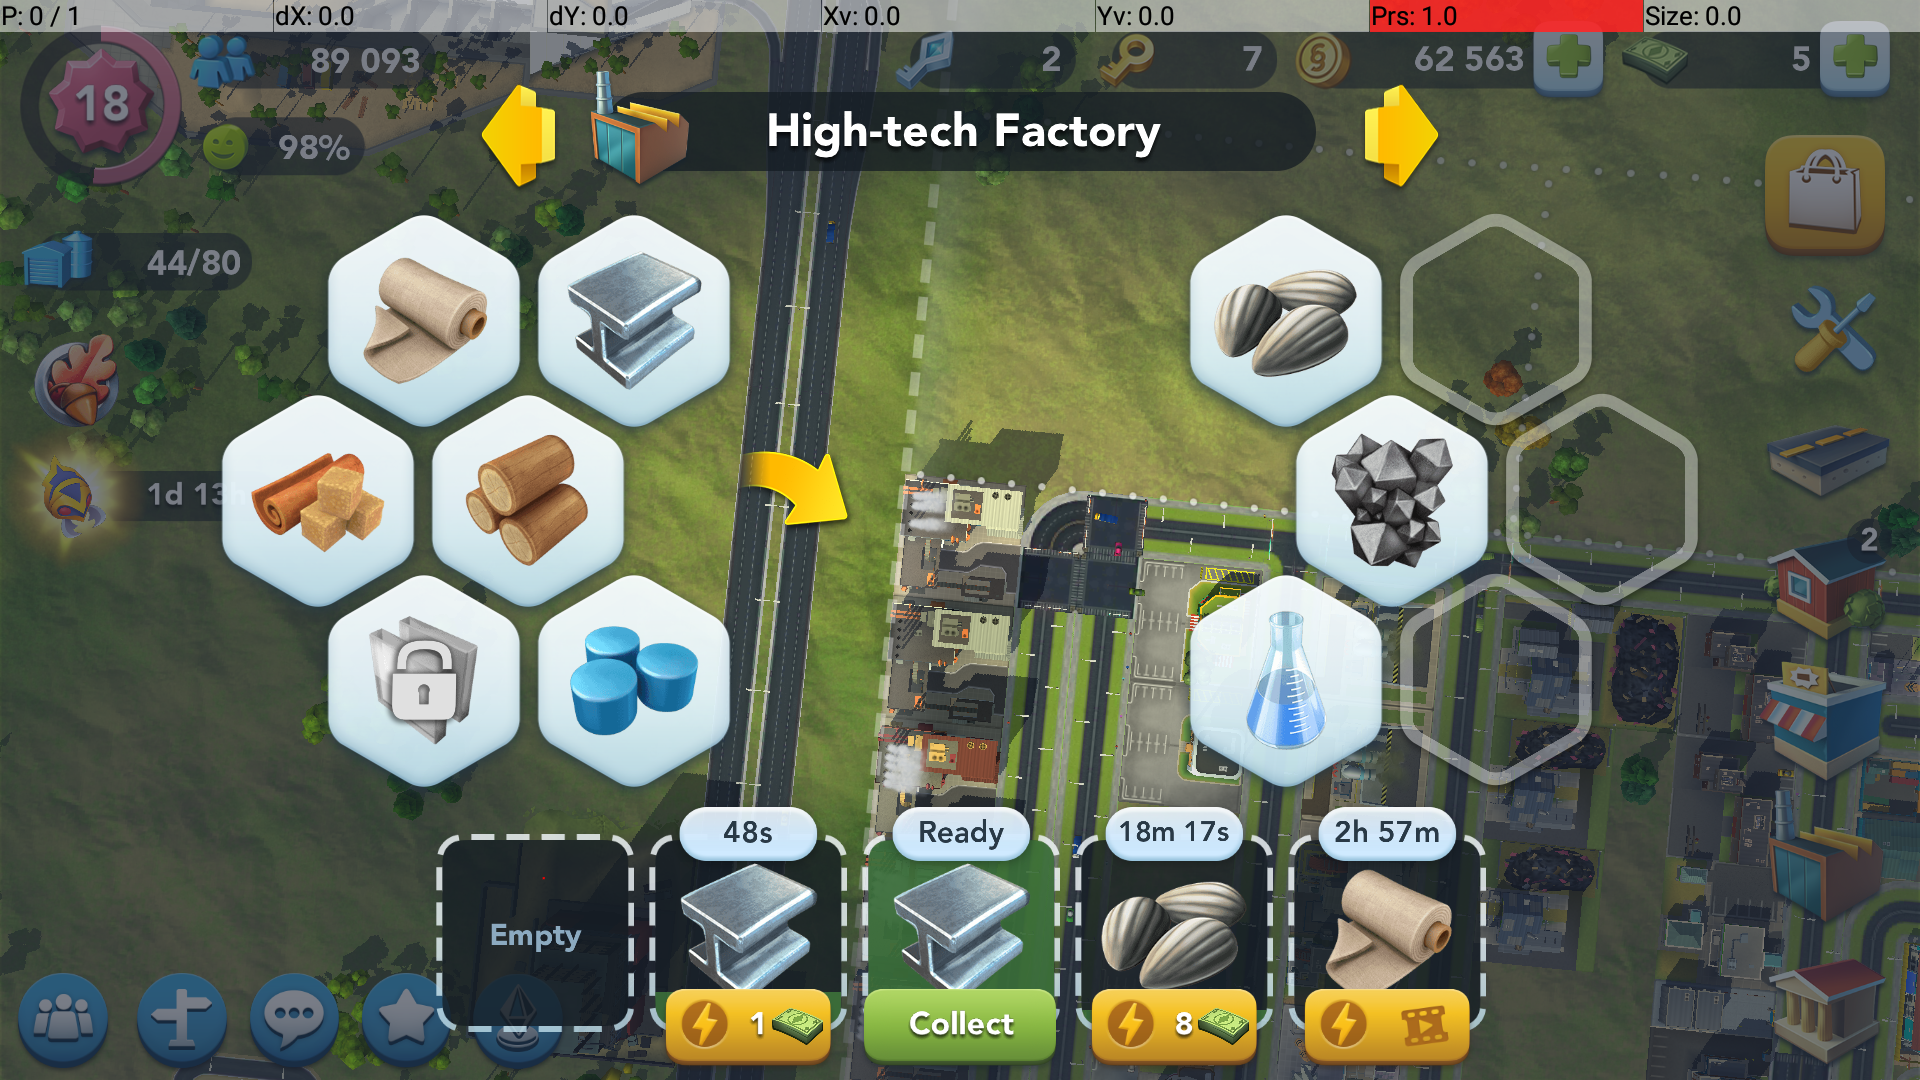 P: 0 / 1 dX: 0.0 dY: 0.0 Xv: 0.0 Yv: 0.0 Prs: 1.0 Size: 0.0
18 89 093 2 7 62 563 5
High-tech Factory
98%
44/80
1d 13h
2
48s Ready 18m 17s 2h 57m
Empty
1 Collect 8